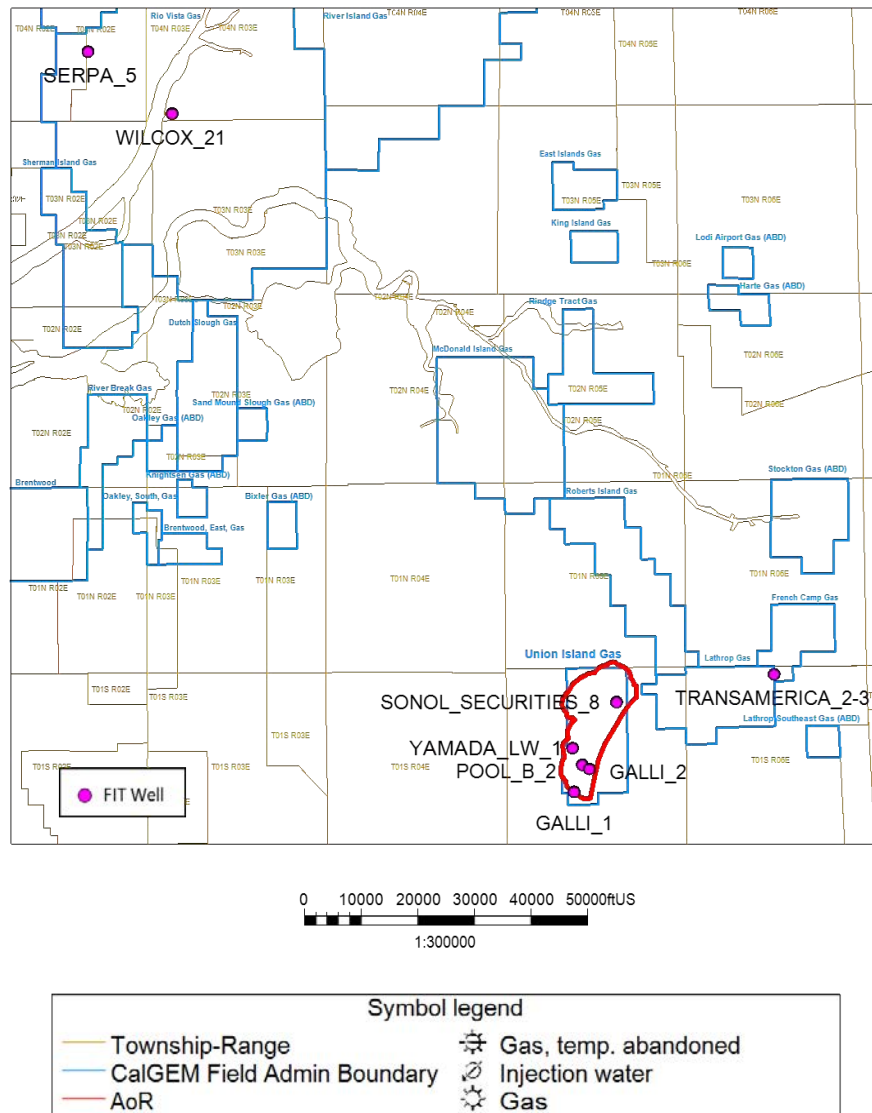 Rio Vista Gas
River Island Gas
T04N R02E
T04N R02E
T04N R03E
T04N R03E
T04N R05E
T04N R06E
SERPA_5
WILCOX_21
Sherman Island Gas
East Islands Gas
T03N R02E
T03N R05E
T03N R05E
T03N R06E
King Island Gas
Lodi Airport Gas (ABD)
T03N R03E
T03N R06E
Harte Gas (ABD)
T03N R03E
T02N R03E
T02N R04E
Rindge Tract Gas
Dutch Slough Gas
T02N R02E
McDonald Island Gas
T02N R06E
River Break Gas
T02N R04E
T02N R05E
T02N R06E
Sand Mound Slough Gas (ABD)
Oakley Gas (ABD)
T02N R05E
T02N R02E
T02N R03E
Knightsen Gas (ABD)
T01N R05E
Stockton Gas (ABD)
Brentwood
Oakley, South, Gas
Bixler Gas (ABD)
Roberts Island Gas
Brentwood, East, Gas
T01N R03E
T01N R04E
T01N R05E
T01N R06E
T01N R02E
T01N R02E
T01N R03E
T01N R03E
French Camp Gas
Union Island Gas
Lathrop Gas
T01S R02E
T01S R03E
SONOL_SECURITIES_8
TRANSAMERICA_2-3
Lathrop Southeast Gas (ABD)
T01S R03E
YAMADA_LW_1
T01S R02E
T01S R04E
T01S R06E
POOL_B_2
GALLI_2
FIT Well
GALLI_1
0 10000 20000 30000 50000ftUS
1:300000
Symbol legend
Township-Range
Gas, temp. abandoned
CalGEM Field Admin Boundary
Injection water
AoR
Gas